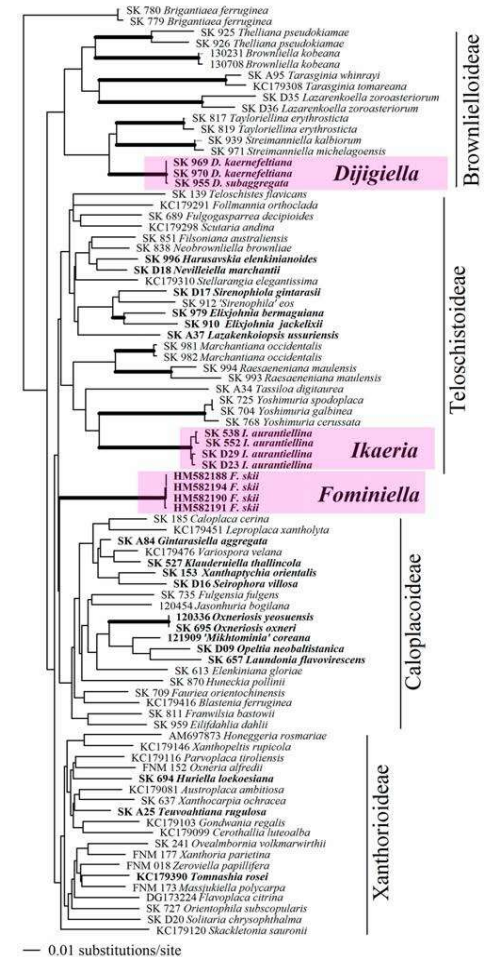 SK 780 Brigantiaea ferruginea
SK 779 Brigantiaea ferruginea
SK 925 Thelliana pseudokiamae
SK 926 Thelliana pseudokiamae
130231 Brownliella kobeana
130708 Brownliella kobeana
SK A95 Tarasginia whinrayi
KC179308 Tarasginia tomareana
SK D35 Lazarenkoella zoroasteriorum
SK D36 Lazarenkoella zoroasteriorum
SK 817 Tayloriellina erythrosticta
SK 819 Tayloriellina erythrosticta
SK 939 Streimanniella kalbiorum
SK 971 Streimanniella michelagoensis
SK 969 D. kaernefeltiana
SK 970 D. kaernefeltiana
SK 955 D. subaggregata
Dijigiella
Brownlielloideae
SK 139 Teloschistes flavicans
KC179291 Follmannia orthoclada
SK 689 Fulgogasparrea decipioides
KC179298 Scutaria andina
SK 851 Filsoniana australiensis
SK 838 Neobrownliella brownliae
SK 996 Harusavskia elenkinianoides
SK D18 Nevilleiella marchantii
KC179310 Stellarangia elegantissima
SK D17 Sirenophiola gintarasii
SK 912 'Sirenophila' eos
SK 979 Elixjohnia bermaguiana
SK 910 Elixjohnia jackelixii
SK A37 Lazakenkoiopsis ussuriensis
SK 981 Marchantiana occidentalis
SK 982 Marchantiana occidentalis
SK 994 Raesaeneniana maulensis
SK 993 Raesaeneniana maulensis
SK A34 Tassiloa digitaurea
SK 725 Yoshimuria spodoplaca
SK 704 Yoshimuria galbinea
SK 768 Yoshimuria cerussata
SK 538 I. aurantiellina
SK 552 I. aurantiellina
SK D29 I. aurantiellina
SK D23 I. aurantiellina
Ikaeria
Teloschistoideae
HM582188 F. skii
HM582194 F. skii
HM582190 F. skii
HM582191 F. skii
Fominiella
SK 185 Caloplaca cerina
KC179451 Leproplaca xantholyta
SK A84 Gintarasiella aggregata
KC179476 Variospora velana
SK 527 Klauderuiella thallincola
SK 153 Xanthaptychia orientalis
SK D16 Seirophora villosa
SK 735 Fulgensia fulgens
120454 Jasonhuria bogilana
120336 Oxneriosis yeosuensis
SK 695 Oxneriosis oxneri
121909 'Mikhtominia' coreana
SK D09 Opeltia neobaltistanica
SK 657 Laundonia flavovirescens
SK 613 Elenkiniana gloriae
SK 870 Huneckia pollinii
SK 709 Fauriea orientochinensis
KC179416 Blastenia ferruginea
SK 811 Franwilsia bastowii
SK 959 Eilifdahlia dahlii
Caloplacoideae
AM697873 Honeggeria rosmariae
KC179146 Xanthopeltis rupicola
KC179116 Parvoplaca tiroliensis
FNM 152 Oxneria alfredii
SK 694 Huriella loekoesiana
KC179081 Austroplaca ambitiosa
SK 637 Xanthocarpia ochracea
SK A25 Teuvoahtiana rugulosa
KC179103 Gondwania regalis
KC179099 Cerothallia luteoalba
SK 241 Ovealmbornia volkmarwirthii
FNM 177 Xanthoria parietina
FNM 018 Zeroviella papillifera
KC179390 Tomnashia rosei
FNM 173 Massjukiella polycarpa
DG173224 Flavoplaca citrina
SK 727 Orientophila subscopularis
SK D20 Solitaria chrysophthalma
KC179120 Skackletonia sauronii
Xanthorioideae
0.01 substitutions/site